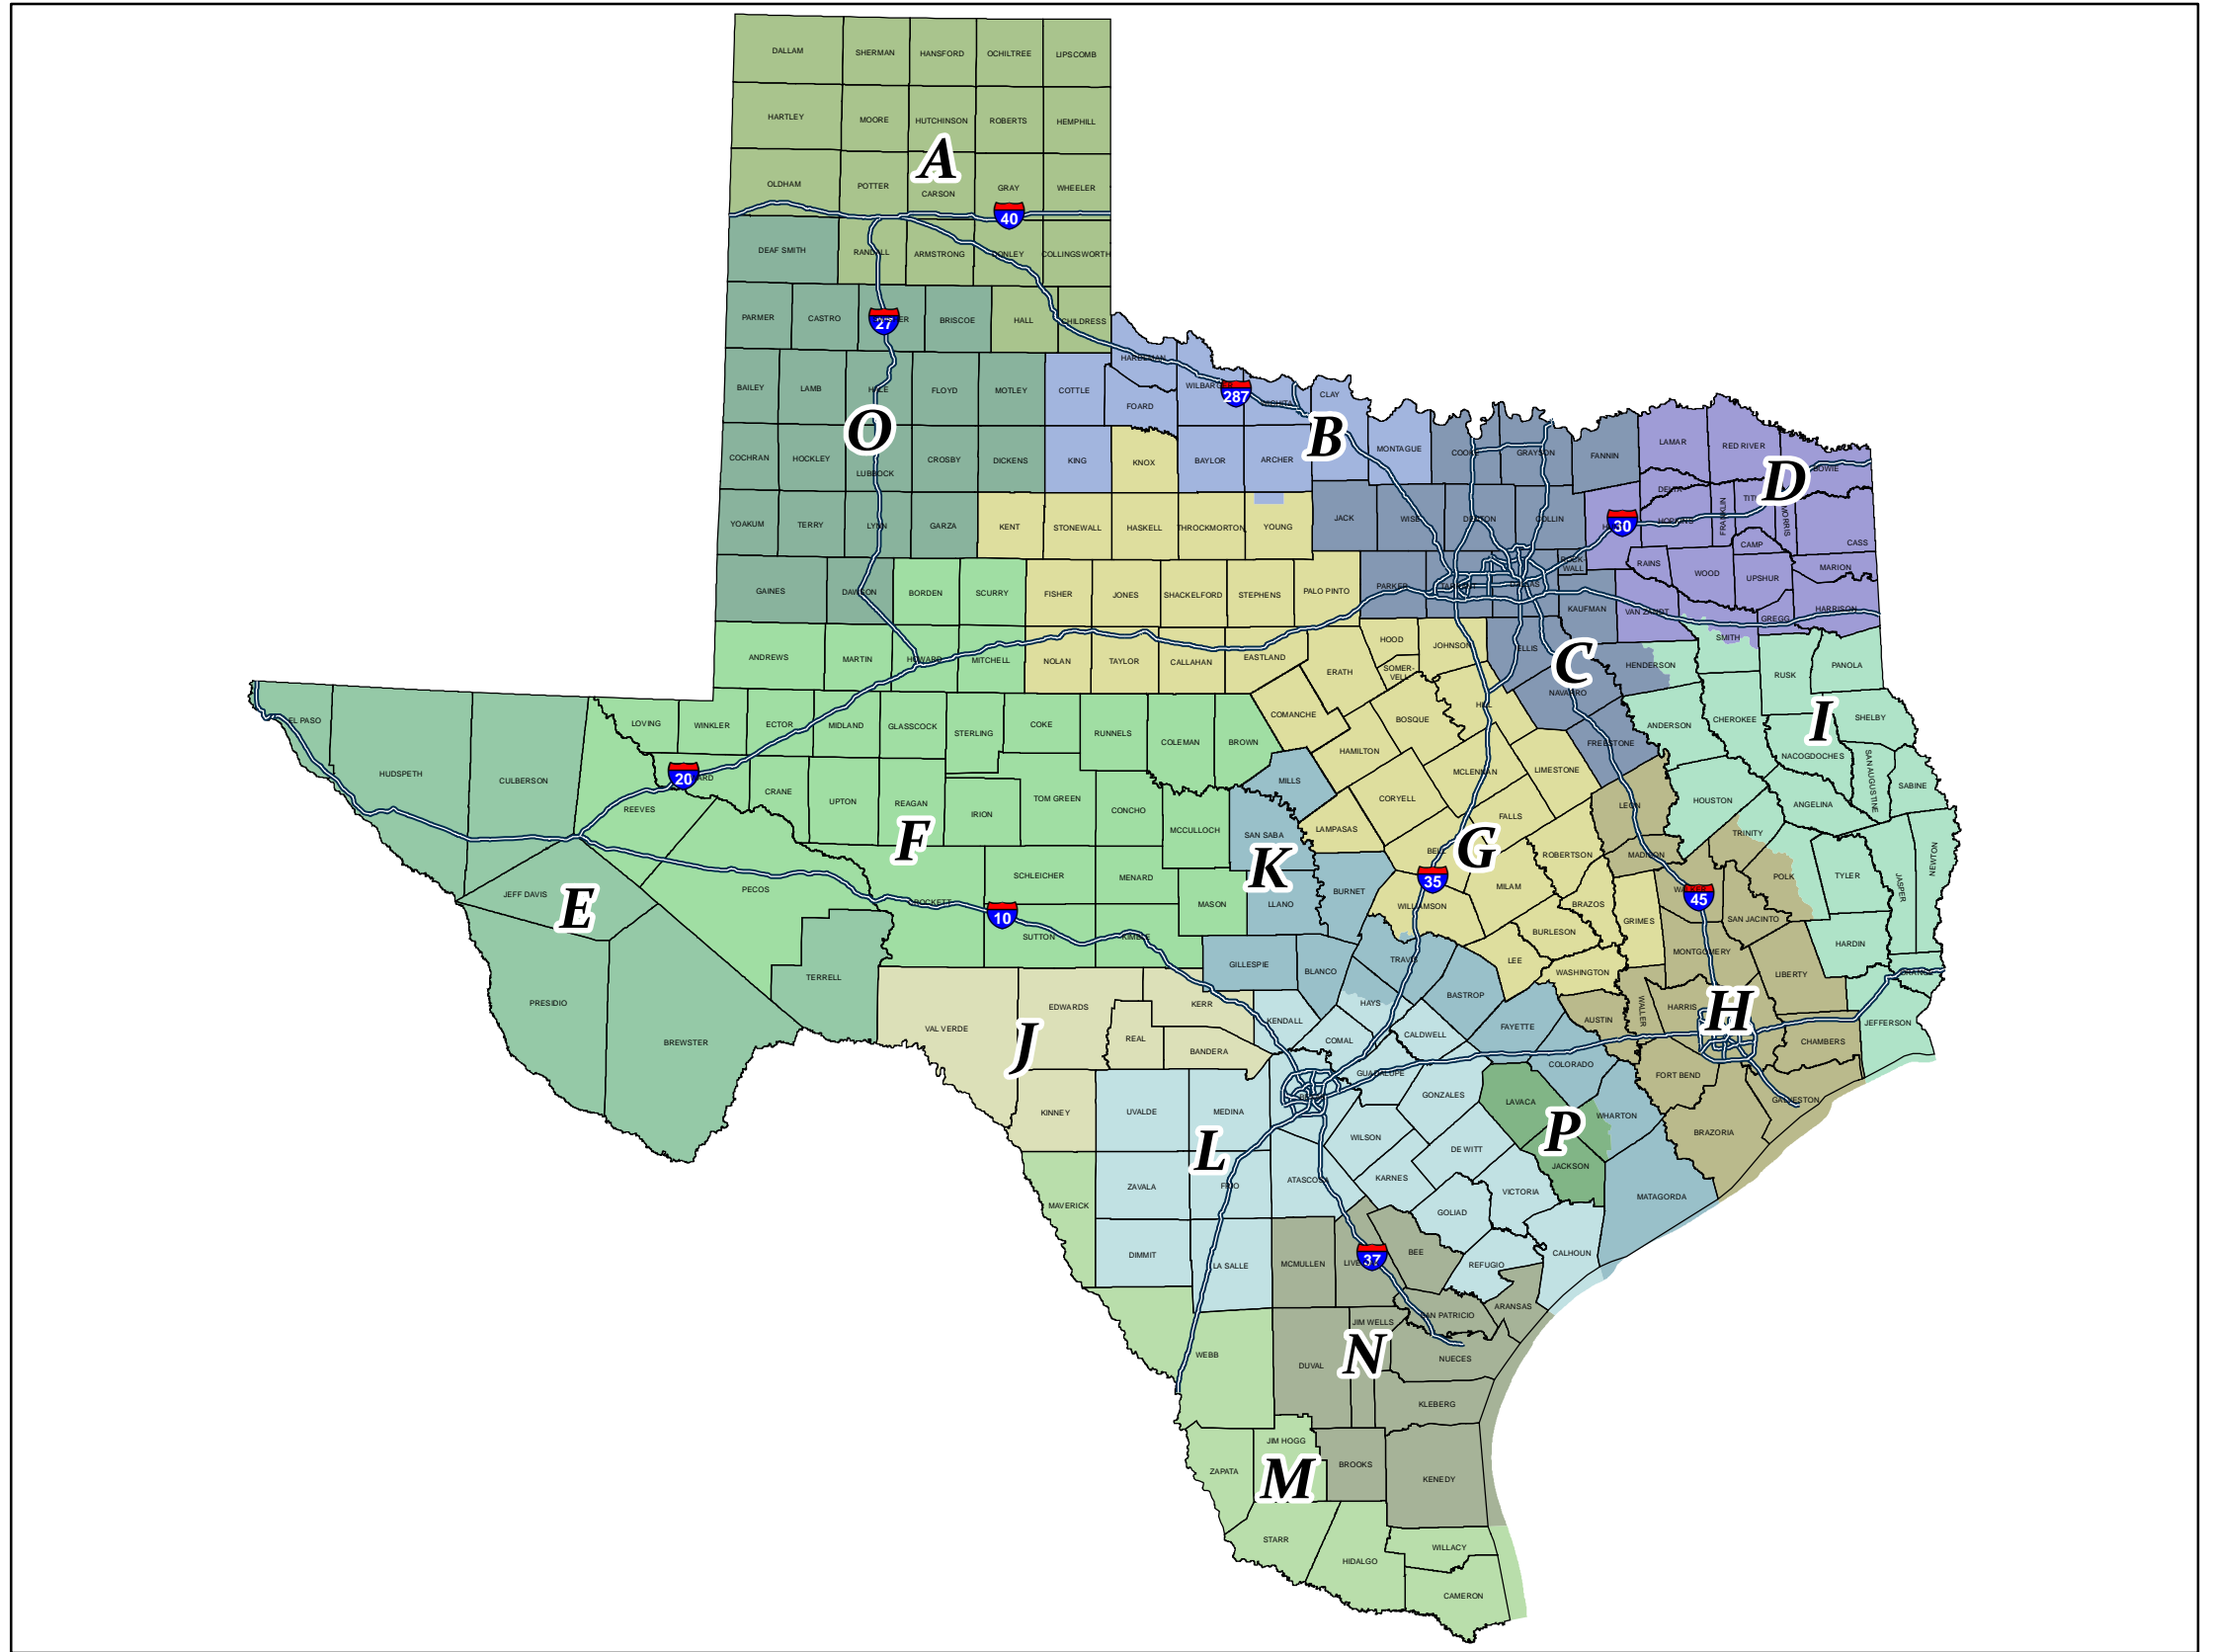 DALLAM SHERMAN HANSFORD OCHILTREE LIPSCOMB
HARTLEY MOORE HUTCHINSON ROBERTS HEMPHILL
A
OLDHAM POTTER CARSON GRAY WHEELER
40
DEAF SMITH RANDALL ARMSTRONG DONLEY COLLINGSWORTH
PARMER CASTRO 27 BRISCOE HALL CHILDRESS
HARDEMAN
BAILEY LAMB HALE FLOYD MOTLEY COTTLE FOARD WILBARGER 287 CLAY
O B
COCHRAN HOCKLEY LUBBOCK CROSBY DICKENS KING KNOX BAYLOR ARCHER MONTAGUE COOKE GRAYSON FANNIN LAMAR RED RIVER BOWIE
D
DELTA
YOAKUM TERRY LYNN GARZA KENT STONEWALL HASKELL THROCKMORTON YOUNG JACK WISE DENTON COLLIN 30 HOPKINS FRANKLIN MORRIS CASS
CAMP
GAINES DAWSON BORDEN SCURRY FISHER JONES SHACKELFORD STEPHENS PALO PINTO PARKER TARRANT DALLAS ROCK-
WALL
KAUFMAN RAINS WOOD UPSHUR MARION
VAN ZANDT GREGG HARRISON
SMITH
ANDREWS MARTIN HOWARD MITCHELL NOLAN TAYLOR CALLAHAN EASTLAND ERATH HOOD JOHNSON ELLIS C HENDERSON RUSK PANOLA
SOMER-
VELL
NAVARRO
EL PASO HUDSPETH CULBERSON LOVING WINKLER ECTOR MIDLAND GLASSCOCK STERLING COKE RUNNELS COLEMAN BROWN COMANCHE BOSQUE HILL FREESTONE ANDERSON CHEROKEE I SHELBY
NACOGDOCHES SAN AUGUSTINE SABINE
REEVES 20 CRANE UPTON REAGAN IRION TOM GREEN CONCHO MCCULLOCH MILLS HAMILTON CORYELL MCLENNAN LIMESTONE LEON HOUSTON ANGELINA
F
SAN SABA LAMPASAS FALLS TRINITY
K G
JEFF DAVIS PECOS CROCKETT SCHLEICHER MENARD MASON LLANO BURNET BELL 35 MILAM ROBERTSON MADISON POLK TYLER JASPER NEWTON
E
10 45
SUTTON KIMBLE WILLIAMSON BRAZOS GRIMES SAN JACINTO
BURLESON
PRESIDIO BREWSTER TERRELL GILLESPIE BLANCO TRAVIS LEE WASHINGTON MONTGOMERY LIBERTY HARDIN ORANGE
VAL VERDE EDWARDS KERR KENDALL HAYS BASTROP FAYETTE AUSTIN WALLER HARRIS H JEFFERSON
J
REAL BANDERA COMAL CALDWELL COLORADO FORT BEND CHAMBERS
GUADALUPE
KINNEY UVALDE MEDINA GONZALES LAVACA WHARTON GALVESTON
P
L
WILSON DE WITT BRAZORIA
MAVERICK ZAVALA FRIO ATASCOSA KARNES VICTORIA JACKSON MATAGORDA
GOLIAD
DIMMIT LA SALLE MCMULLEN 37 BEE REFUGIO CALHOUN
SAN PATRICIO ARANSAS
JIM WELLS
WEBB DUVAL N NUECES
KLEBERG
JIM HOGG
ZAPATA M BROOKS KENEDY
STARR HIDALGO WILLACY
CAMERON